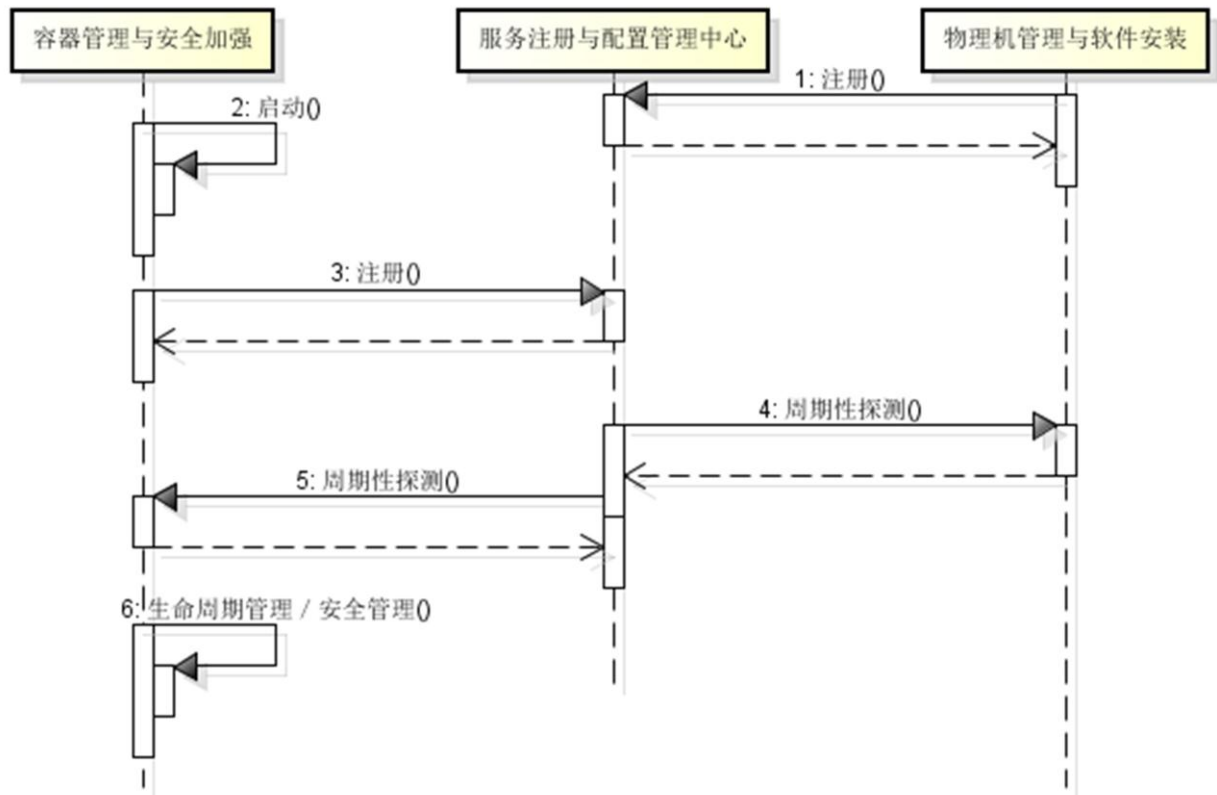 容器管理与安全加强
服务注册与配置管理中心
物理机管理与软件安装
1: 注册()
2: 启动()
3: 注册()
4: 周期性探测()
5: 周期性探测()
6: 生命周期管理 / 安全管理()